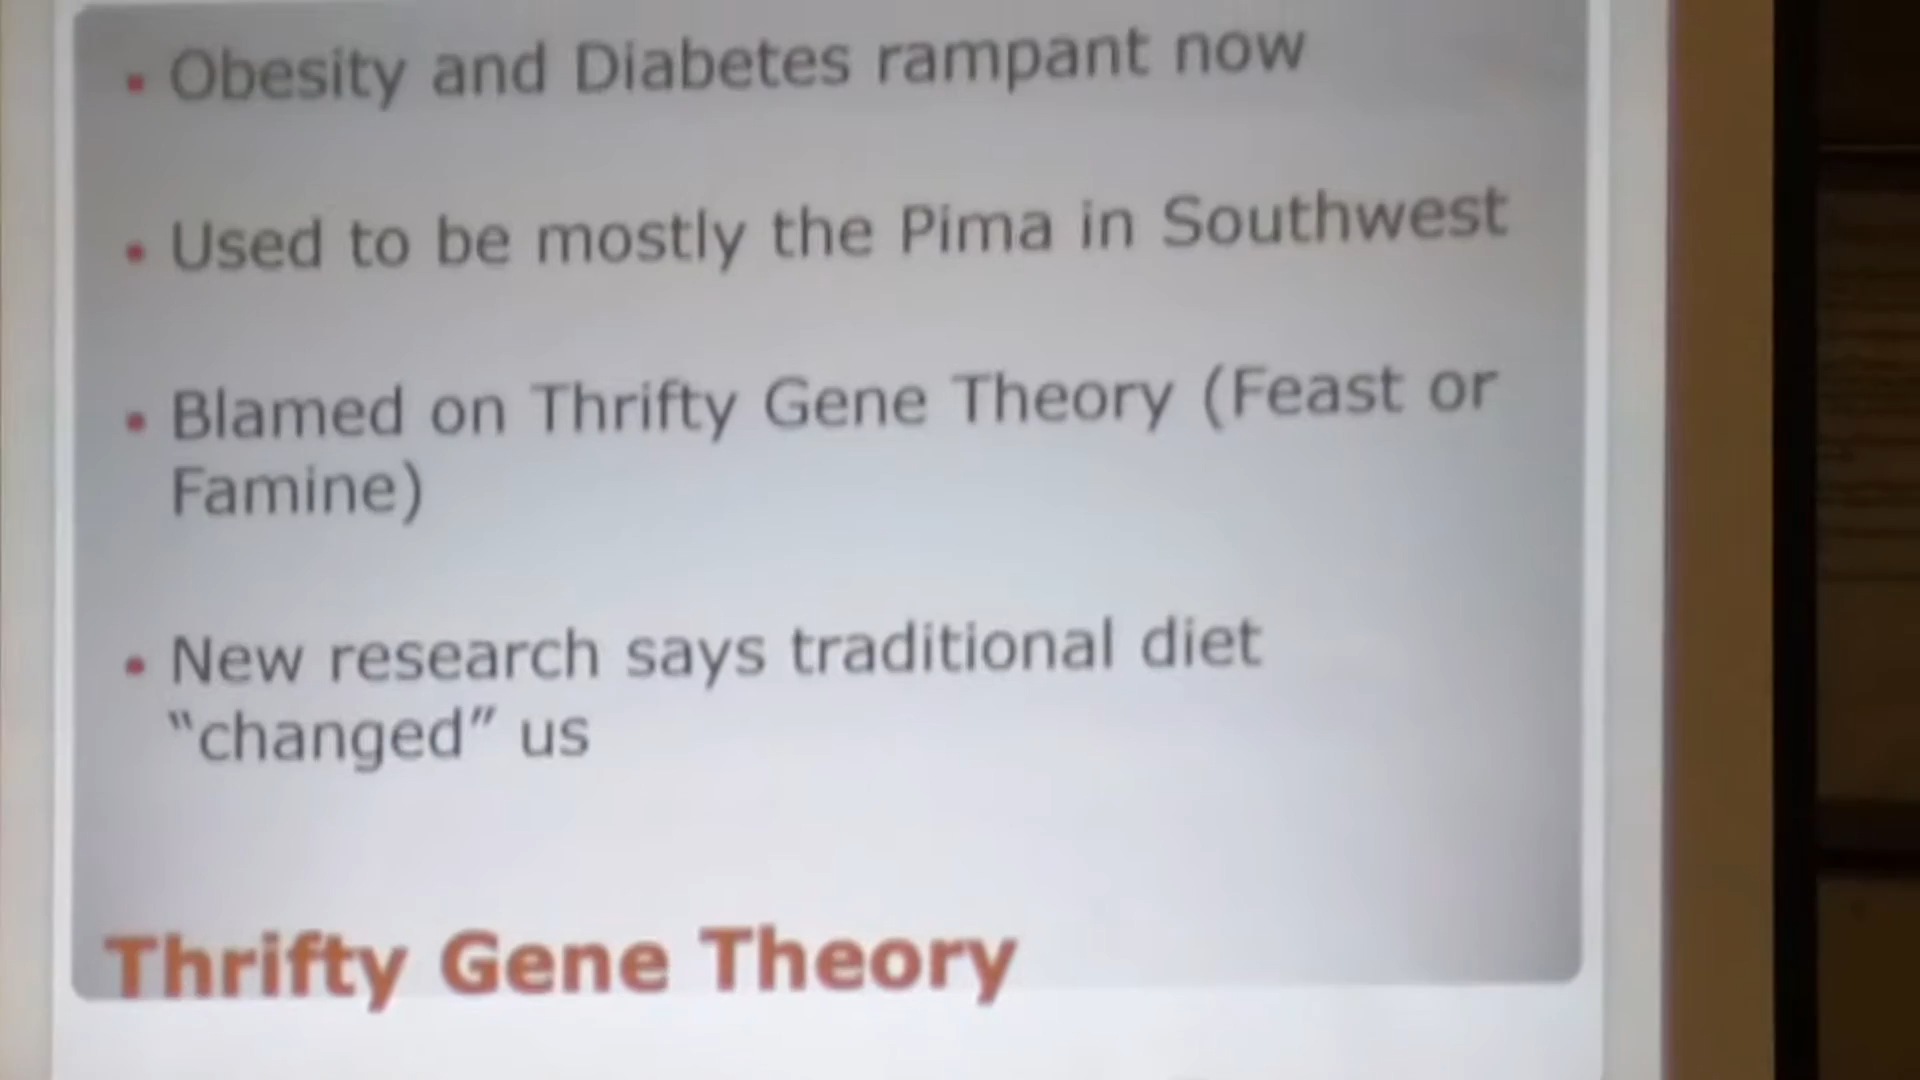 • Obesity and Diabetes rampant now
• Used to be mostly the Pima in Southwest
• Blamed on Thrifty Gene Theory (Feast or
Famine)
• New research says traditional diet
“changed” us
Thrifty Gene Theory